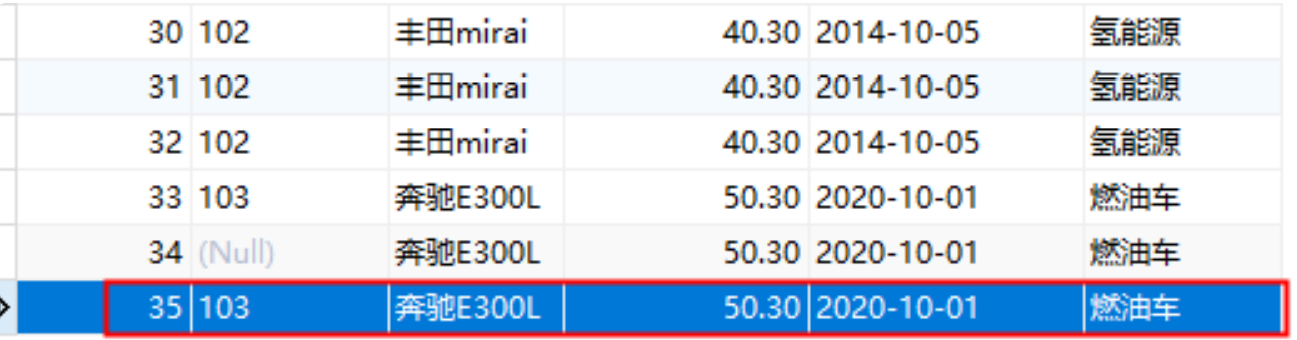 30 102 丰田mirai 40.30 2014-10-05 氢能源
31 102 丰田mirai 40.30 2014-10-05 氢能源
32 102 丰田mirai 40.30 2014-10-05 氢能源
33 103 奔驰E300L 50.30 2020-10-01 燃油车
34 (Null) 奔驰E300L 50.30 2020-10-01 燃油车
35 103 奔驰E300L 50.30 2020-10-01 燃油车